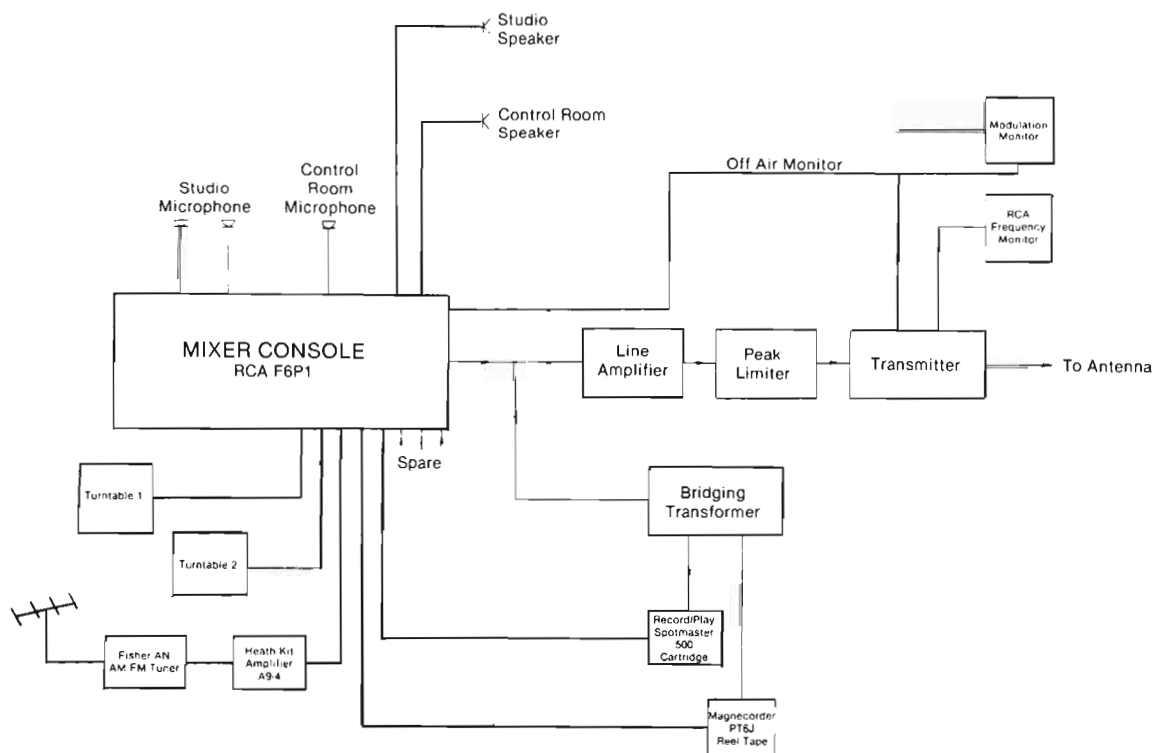 Studio
Speaker
Control Room
Speaker
Modulation
Monitor
Off Air Monitor
Studio
Microphone
Control
Room
Microphone
RCA
Frequency
Monitor
MIXER CONSOLE
RCA F6P1
Line
Amplifier
Peak
Limiter
Transmitter
To Antenna
Spare
Turntable 1
Bridging
Transformer
Turntable 2
Record/Play
Spotmaster
500
Cartridge
Fisher AN
AM FM Tuner
Heath Kit
Amplifier
A9-4
Magnecorder
PT6J
Reel Tape